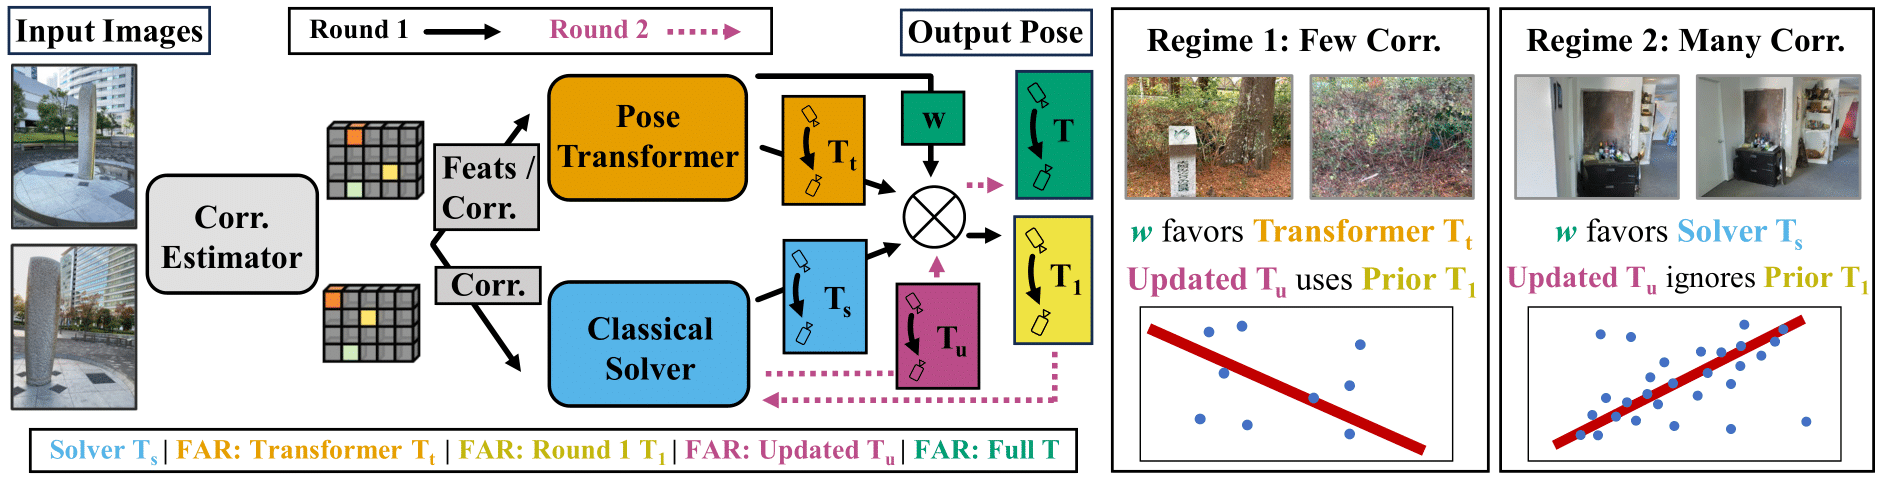 Input Images
Round 1
Round 2
Output Pose
Corr.
Estimator
Feats /
Corr.
Corr.
Pose
Transformer
Classical
Solver
w
T
T_t
T_s
T_u
T_1
Solver T_s | FAR: Transformer T_t | FAR: Round 1 T_1 | FAR: Updated T_u | FAR: Full T
Regime 1: Few Corr.
w favors Transformer T_t
Updated T_u uses Prior T_1
Regime 2: Many Corr.
w favors Solver T_s
Updated T_u ignores Prior T_1